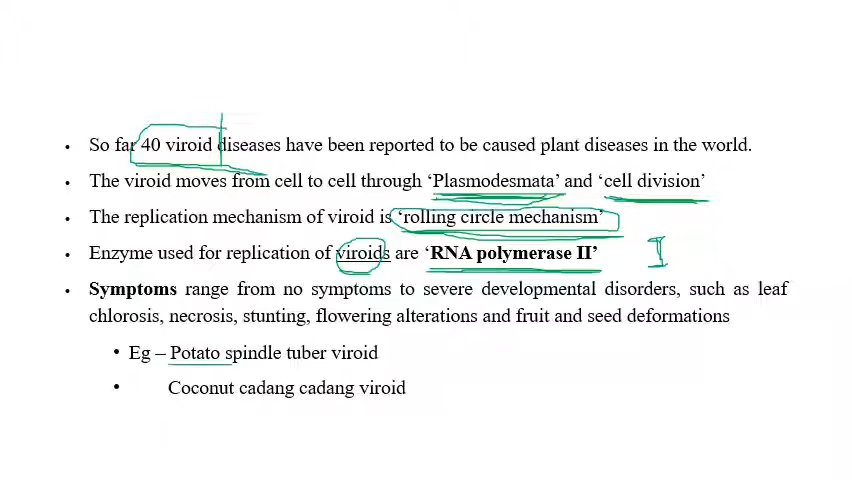 • So far 40 viroid diseases have been reported to be caused plant diseases in the world.
• The viroid moves from cell to cell through ‘Plasmodesmata’ and ‘cell division’
• The replication mechanism of viroid is ‘rolling circle mechanism’
• Enzyme used for replication of viroids are ‘RNA polymerase II’
• Symptoms range from no symptoms to severe developmental disorders, such as leaf
chlorosis, necrosis, stunting, flowering alterations and fruit and seed deformations
• Eg – Potato spindle tuber viroid
• Coconut cadang cadang viroid